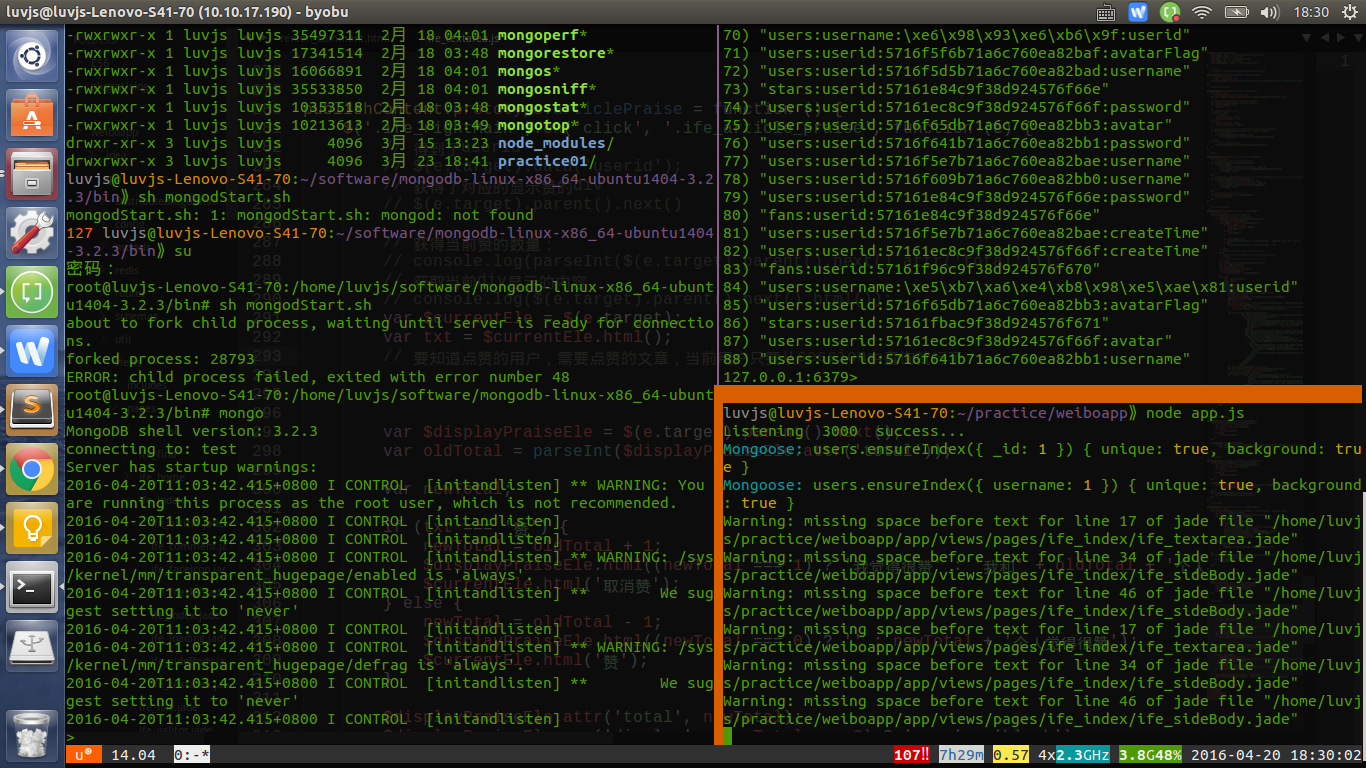 luvjs@luvjs-Lenovo-S41-70 (10.10.17.190) - byobu
18:30
-rwxrwxr-x 1 luvjs luvjs 35497311  2月 18 04:01 mongoperf*
-rwxrwxr-x 1 luvjs luvjs 17341514  2月 18 03:48 mongorestore*
-rwxrwxr-x 1 luvjs luvjs 16066891  2月 18 04:01 mongos*
-rwxrwxr-x 1 luvjs luvjs 35533850  2月 18 04:01 mongosniff*
-rwxrwxr-x 1 luvjs luvjs 10353518  2月 18 03:48 mongostat*
-rwxrwxr-x 1 luvjs luvjs 10213613  2月 18 03:49 mongotop*
drwxr-xr-x 3 luvjs luvjs     4096  3月 15 13:23 node_modules/
drwxrwxr-x 3 luvjs luvjs     4096  3月 23 18:41 practice01/
luvjs@luvjs-Lenovo-S41-70:~/software/mongodb-linux-x86_64-ubuntu1404-3.2
.3/bin⟫ sh mongodStart.sh
mongodStart.sh: 1: mongodStart.sh: mongod: not found
127 luvjs@luvjs-Lenovo-S41-70:~/software/mongodb-linux-x86_64-ubuntu1404
-3.2.3/bin⟫ su
密码：
root@luvjs-Lenovo-S41-70:/home/luvjs/software/mongodb-linux-x86_64-ubunt
u1404-3.2.3/bin# sh mongodStart.sh
about to fork child process, waiting until server is ready for connectio
ns.
forked process: 28793
ERROR: child process failed, exited with error number 48
root@luvjs-Lenovo-S41-70:/home/luvjs/software/mongodb-linux-x86_64-ubunt
u1404-3.2.3/bin# mongo
MongoDB shell version: 3.2.3
connecting to: test
Server has startup warnings:
2016-04-20T11:03:42.415+0800 I CONTROL  [initandlisten] ** WARNING: You
are running this process as the root user, which is not recommended.
2016-04-20T11:03:42.415+0800 I CONTROL  [initandlisten]
2016-04-20T11:03:42.415+0800 I CONTROL  [initandlisten]
2016-04-20T11:03:42.415+0800 I CONTROL  [initandlisten] ** WARNING: /sys
/kernel/mm/transparent_hugepage/enabled is 'always'.
2016-04-20T11:03:42.415+0800 I CONTROL  [initandlisten] **        We sug
gest setting it to 'never'
2016-04-20T11:03:42.415+0800 I CONTROL  [initandlisten]
2016-04-20T11:03:42.415+0800 I CONTROL  [initandlisten] ** WARNING: /sys
/kernel/mm/transparent_hugepage/defrag is 'always'.
2016-04-20T11:03:42.415+0800 I CONTROL  [initandlisten] **        We sug
gest setting it to 'never'
2016-04-20T11:03:42.415+0800 I CONTROL  [initandlisten]
>
70) "users:username:\xe6\x98\x93\xe6\xb6\x9f:userid"
71) "users:userid:5716f5f6b71a6c760ea82baf:avatarFlag"
72) "users:userid:5716f5d5b71a6c760ea82bad:username"
73) "stars:userid:57161e84c9f38d924576f66e"
74) "users:userid:57161ec8c9f38d924576f66f:password"
75) "users:userid:5716f65db71a6c760ea82bb3:avatar"
76) "users:userid:5716f641b71a6c760ea82bb1:password"
77) "users:userid:5716f5e7b71a6c760ea82bae:username"
78) "users:userid:5716f609b71a6c760ea82bb0:username"
79) "users:userid:57161e84c9f38d924576f66e:password"
80) "fans:userid:57161e84c9f38d924576f66e"
81) "users:userid:5716f5e7b71a6c760ea82bae:createTime"
82) "users:userid:57161ec8c9f38d924576f66f:createTime"
83) "fans:userid:57161f96c9f38d924576f670"
84) "users:username:\xe5\xb7\xa6\xe4\xb8\x98\xe5\xae\x81:userid"
85) "users:userid:5716f65db71a6c760ea82bb3:avatarFlag"
86) "stars:userid:57161fbac9f38d924576f671"
87) "users:userid:57161ec8c9f38d924576f66f:avatar"
88) "users:userid:5716f641b71a6c760ea82bb1:username"
127.0.0.1:6379>
luvjs@luvjs-Lenovo-S41-70:~/practice/weiboapp⟫ node app.js
Listening  3000  success...
Mongoose: users.ensureIndex({ _id: 1 }) { unique: true, background: tru
e }
Mongoose: users.ensureIndex({ username: 1 }) { unique: true, background
: true }
Warning: missing space before text for line 17 of jade file "/home/luvj
s/practice/weiboapp/app/views/pages/ife_index/ife_textarea.jade"
Warning: missing space before text for line 34 of jade file "/home/luvj
s/practice/weiboapp/app/views/pages/ife_index/ife_sideBody.jade"
Warning: missing space before text for line 46 of jade file "/home/luvj
s/practice/weiboapp/app/views/pages/ife_index/ife_sideBody.jade"
Warning: missing space before text for line 17 of jade file "/home/luvj
s/practice/weiboapp/app/views/pages/ife_index/ife_textarea.jade"
Warning: missing space before text for line 34 of jade file "/home/luvj
s/practice/weiboapp/app/views/pages/ife_index/ife_sideBody.jade"
Warning: missing space before text for line 46 of jade file "/home/luvj
s/practice/weiboapp/app/views/pages/ife_index/ife_sideBody.jade"
u® 14.04 0:-* 107‼ 7h29m 0.57 4x2.3GHz 3.8G48% 2016-04-20 18:30:02